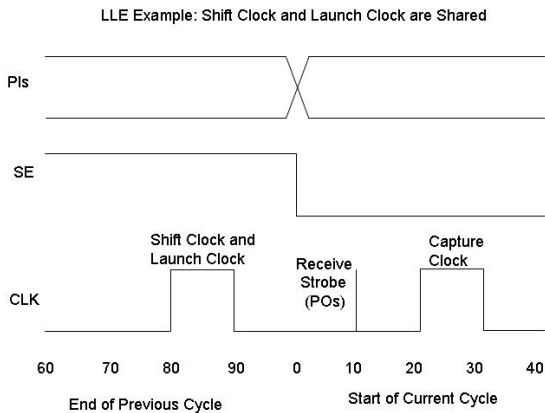 LLE Example: Shift Clock and Launch Clock are Shared
PIs
SE
Shift Clock and
Launch Clock
Receive
Strobe
(POs)
Capture
Clock
CLK
60 70 80 90 0 10 20 30 40
End of Previous Cycle
Start of Current Cycle